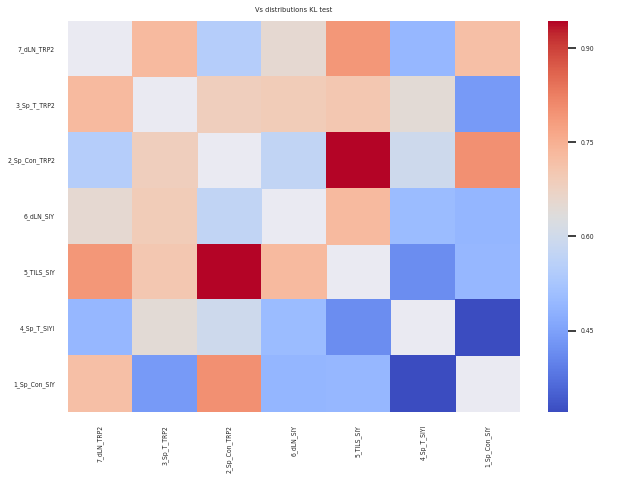 Vs distributions KL test
7_dLN_TRP2
3_Sp_T_TRP2
2_Sp_Con_TRP2
6_dLN_SIY
5_TILS_SIY
4_Sp_T_SIYI
1_Sp_Con_SIY
0.90
0.75
0.60
0.45
7_dLN_TRP2
3_Sp_T_TRP2
2_Sp_Con_TRP2
6_dLN_SIY
5_TILS_SIY
4_Sp_T_SIYI
1_Sp_Con_SIY